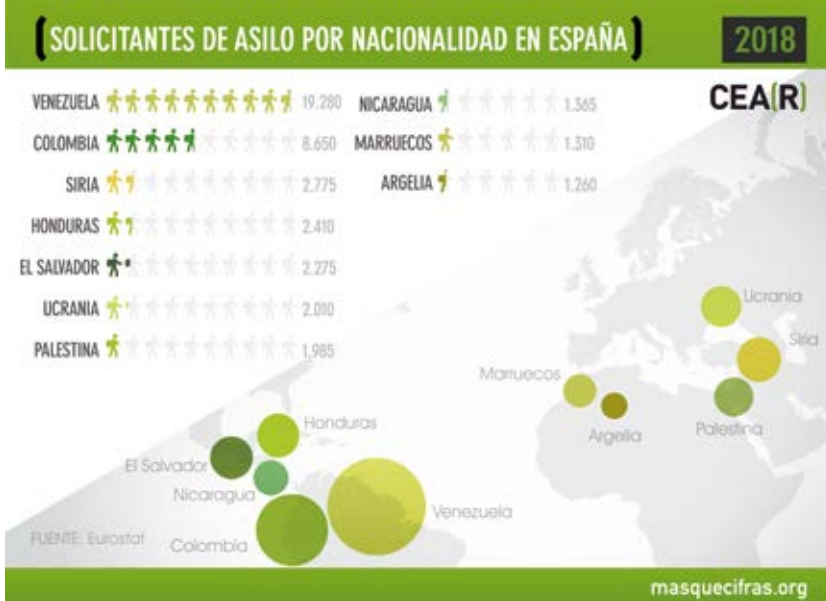 (SOLICITANTES DE ASILO POR NACIONALIDAD EN ESPAÑA)
2018
CEA(R)
VENEZUELA 19.280
COLOMBIA 8.650
SIRIA 2.775
HONDURAS 2.410
EL SALVADOR 2.275
UCRANIA 2.010
PALESTINA 1.985
NICARAGUA 1.365
MARRUECOS 1.310
ARGELIA 1.260
Ucrania
Siria
Marruecos
Argelia
Palestina
Honduras
El Salvador
Nicaragua
Venezuela
Colombia
FUENTE: Eurostat
masquecifras.org